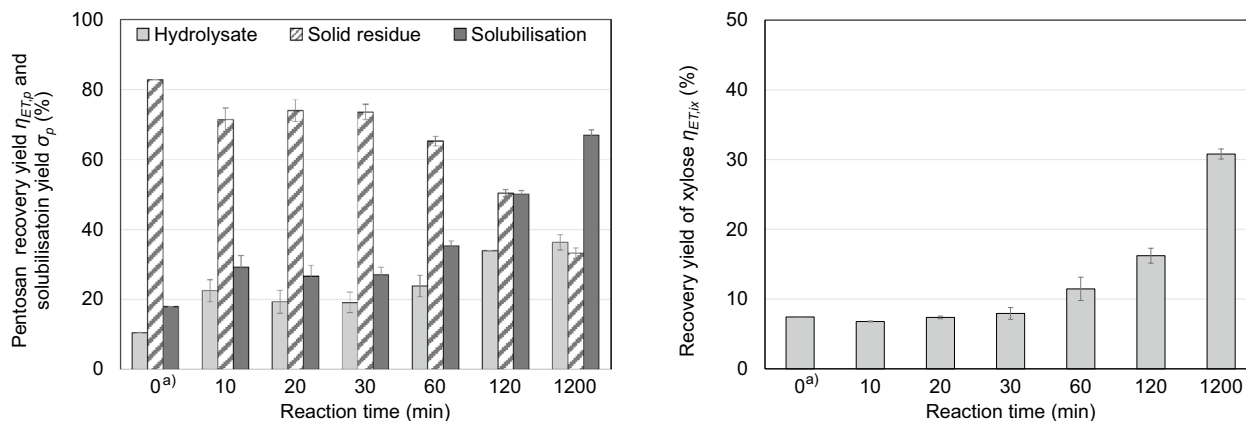 Pentosan recovery yield ηET,p and
solubilisatoin yield σp (%)
100
80
60
40
20
0
Hydrolysate
Solid residue
Solubilisation
0a) 10 20 30 60 120 1200
Reaction time (min)
Recovery yield of xylose ηET,ix (%)
50
40
30
20
10
0
0a) 10 20 30 60 120 1200
Reaction time (min)